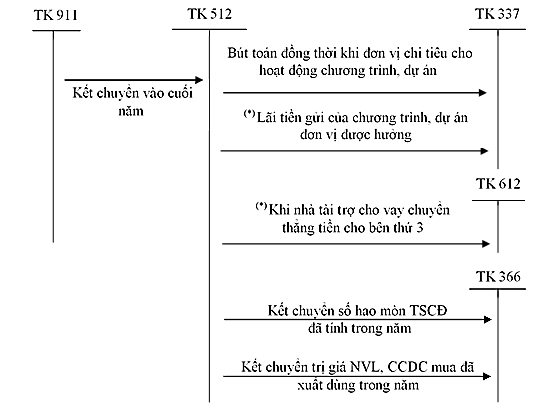 TK 911
TK 512
TK 337
Bút toán đồng thời khi đơn vị chi tiêu cho
hoạt động chương trình, dự án
Kết chuyển vào cuối
năm
(*)Lãi tiền gửi của chương trình, dự án
đơn vị được hưởng
TK 612
(*)Khi nhà tài trợ cho vay chuyển
thẳng tiền cho bên thứ 3
TK 366
Kết chuyển số hao mòn TSCĐ
đã tính trong năm
Kết chuyển trị giá NVL, CCDC mua đã
xuất dùng trong năm